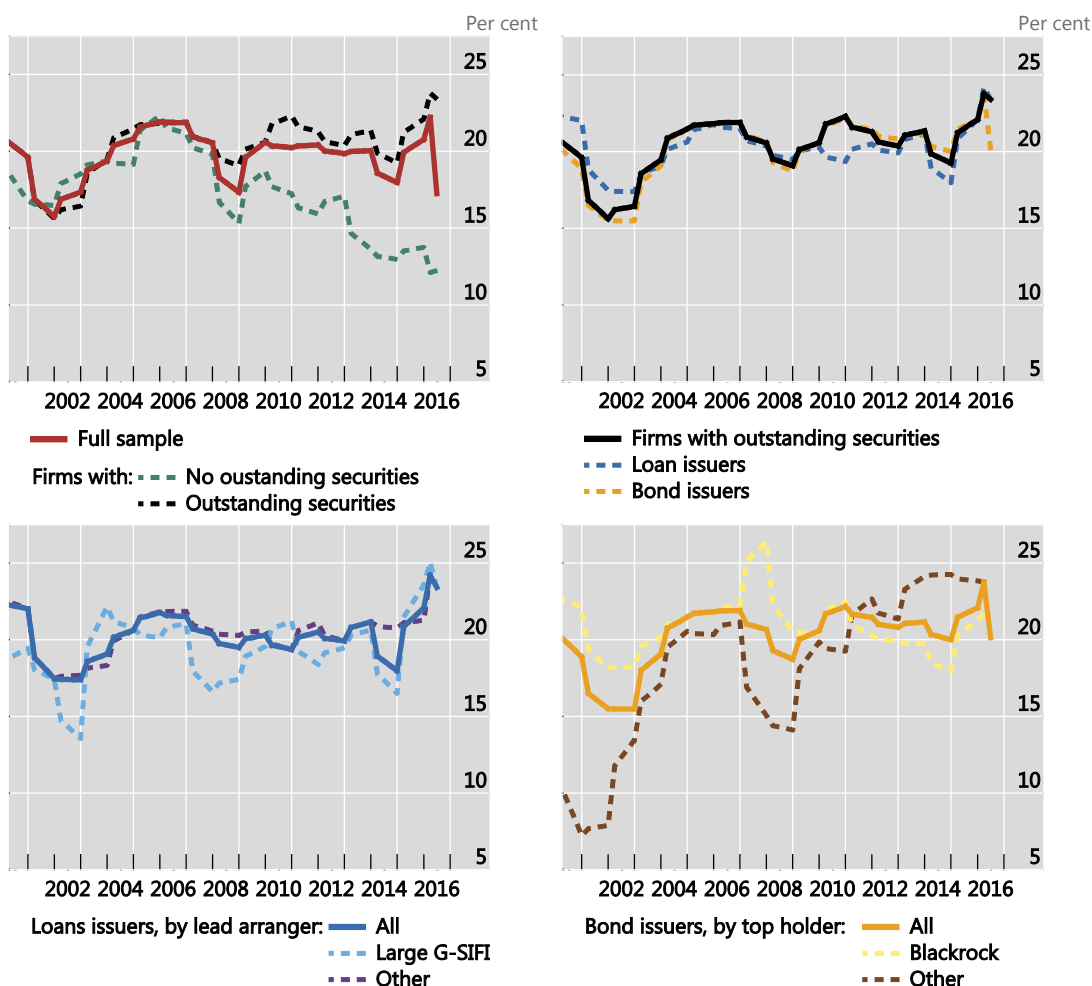 Per cent
25
20
15
10
5
2002 2004 2006 2008 2010 2012 2014 2016
Full sample
Firms with: No oustanding securities
Outstanding securities
Per cent
25
20
15
10
5
2002 2004 2006 2008 2010 2012 2014 2016
Firms with outstanding securities
Loan issuers
Bond issuers
25
20
15
10
5
2002 2004 2006 2008 2010 2012 2014 2016
Loans issuers, by lead arranger: All
Large G-SIFI
Other
25
20
15
10
5
2002 2004 2006 2008 2010 2012 2014 2016
Bond issuers, by top holder: All
Blackrock
Other